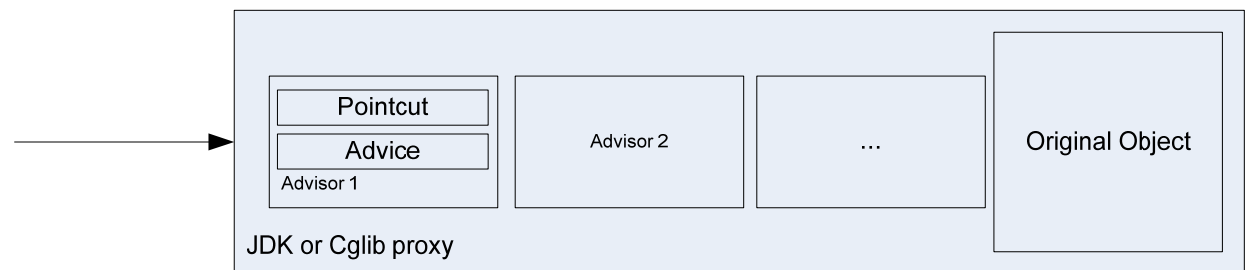 Pointcut
Advice
Advisor 1
Advisor 2
...
Original Object
JDK or Cglib proxy